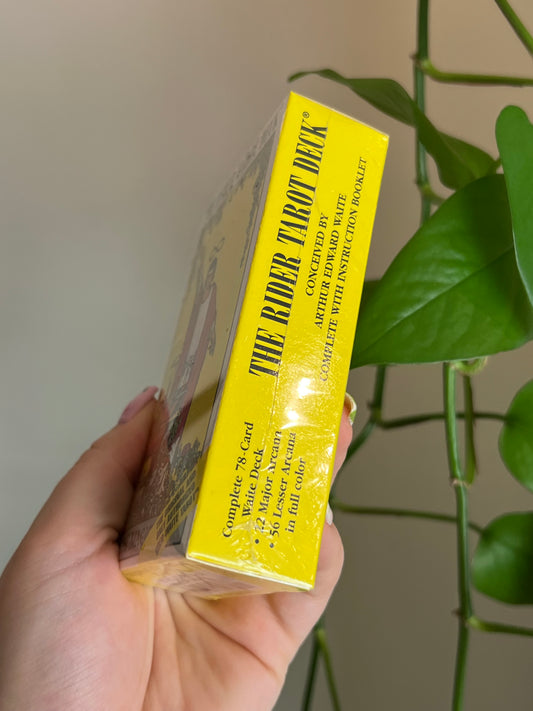 THE RIDER TAROT DECK®
CONCEIVED BY
ARTHUR EDWARD WAITE
COMPLETE WITH INSTRUCTION BOOKLET
Complete 78-Card
Waite Deck
• 22 Major Arcana
• 56 Lesser Arcana
in full color